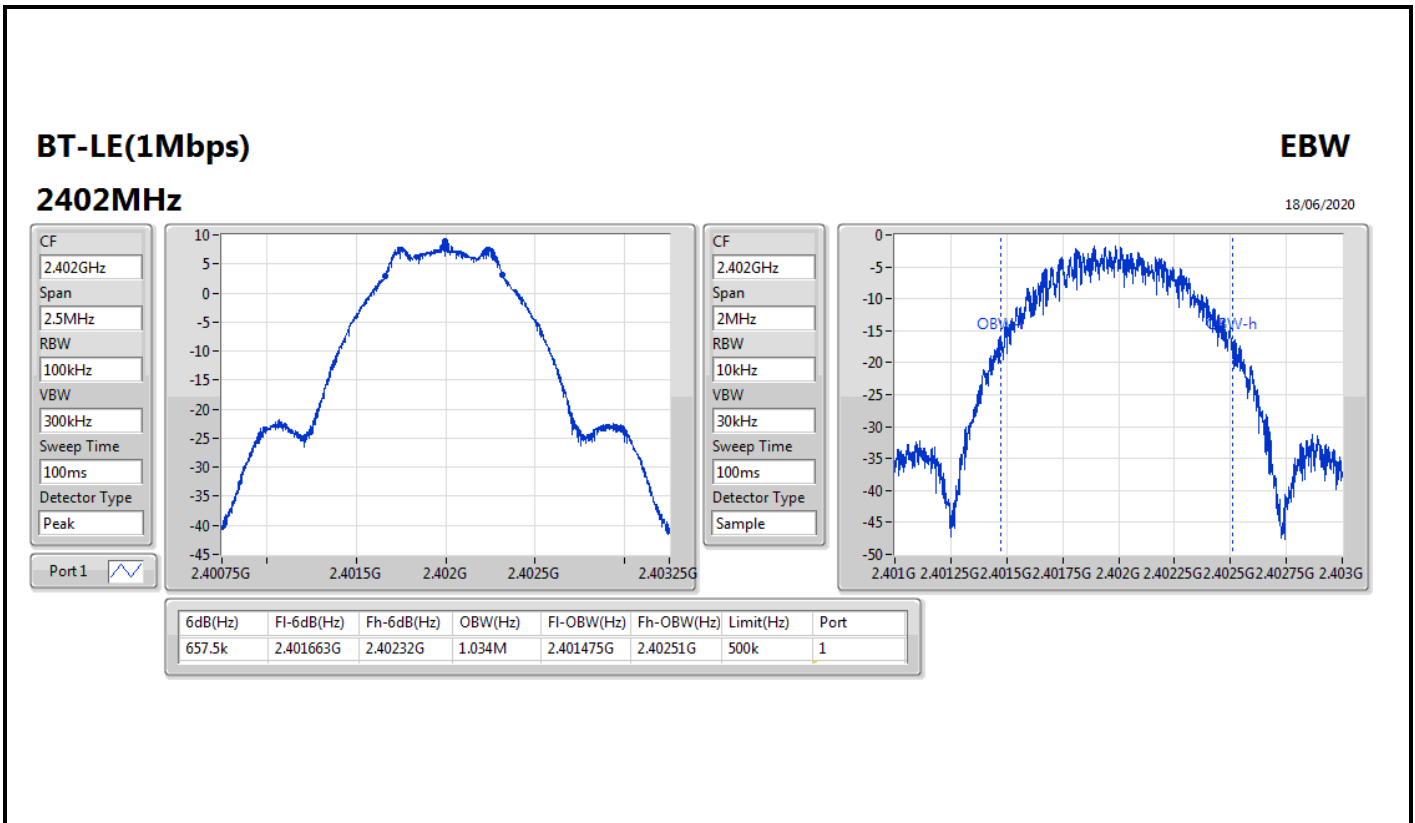 BT-LE(1Mbps)
EBW
2402MHz
18/06/2020
CF
2.402GHz
Span
2.5MHz
RBW
100kHz
VBW
300kHz
Sweep Time
100ms
Detector Type
Peak
Port 1
10
5
0
-5
-10
-15
-20
-25
-30
-35
-40
-45
2.40075G 2.4015G 2.402G 2.4025G 2.40325G
CF
2.402GHz
Span
2MHz
RBW
10kHz
VBW
30kHz
Sweep Time
100ms
Detector Type
Sample
0
-5
-10
-15
-20
-25
-30
-35
-40
-45
-50
OBW-h
2.401G 2.40125G 2.4015G 2.40175G 2.402G 2.40225G 2.4025G 2.40275G 2.403G
6dB(Hz) Fl-6dB(Hz) Fh-6dB(Hz) OBW(Hz) Fl-OBW(Hz) Fh-OBW(Hz) Limit(Hz) Port
657.5k 2.401663G 2.40232G 1.034M 2.401475G 2.40251G 500k 1